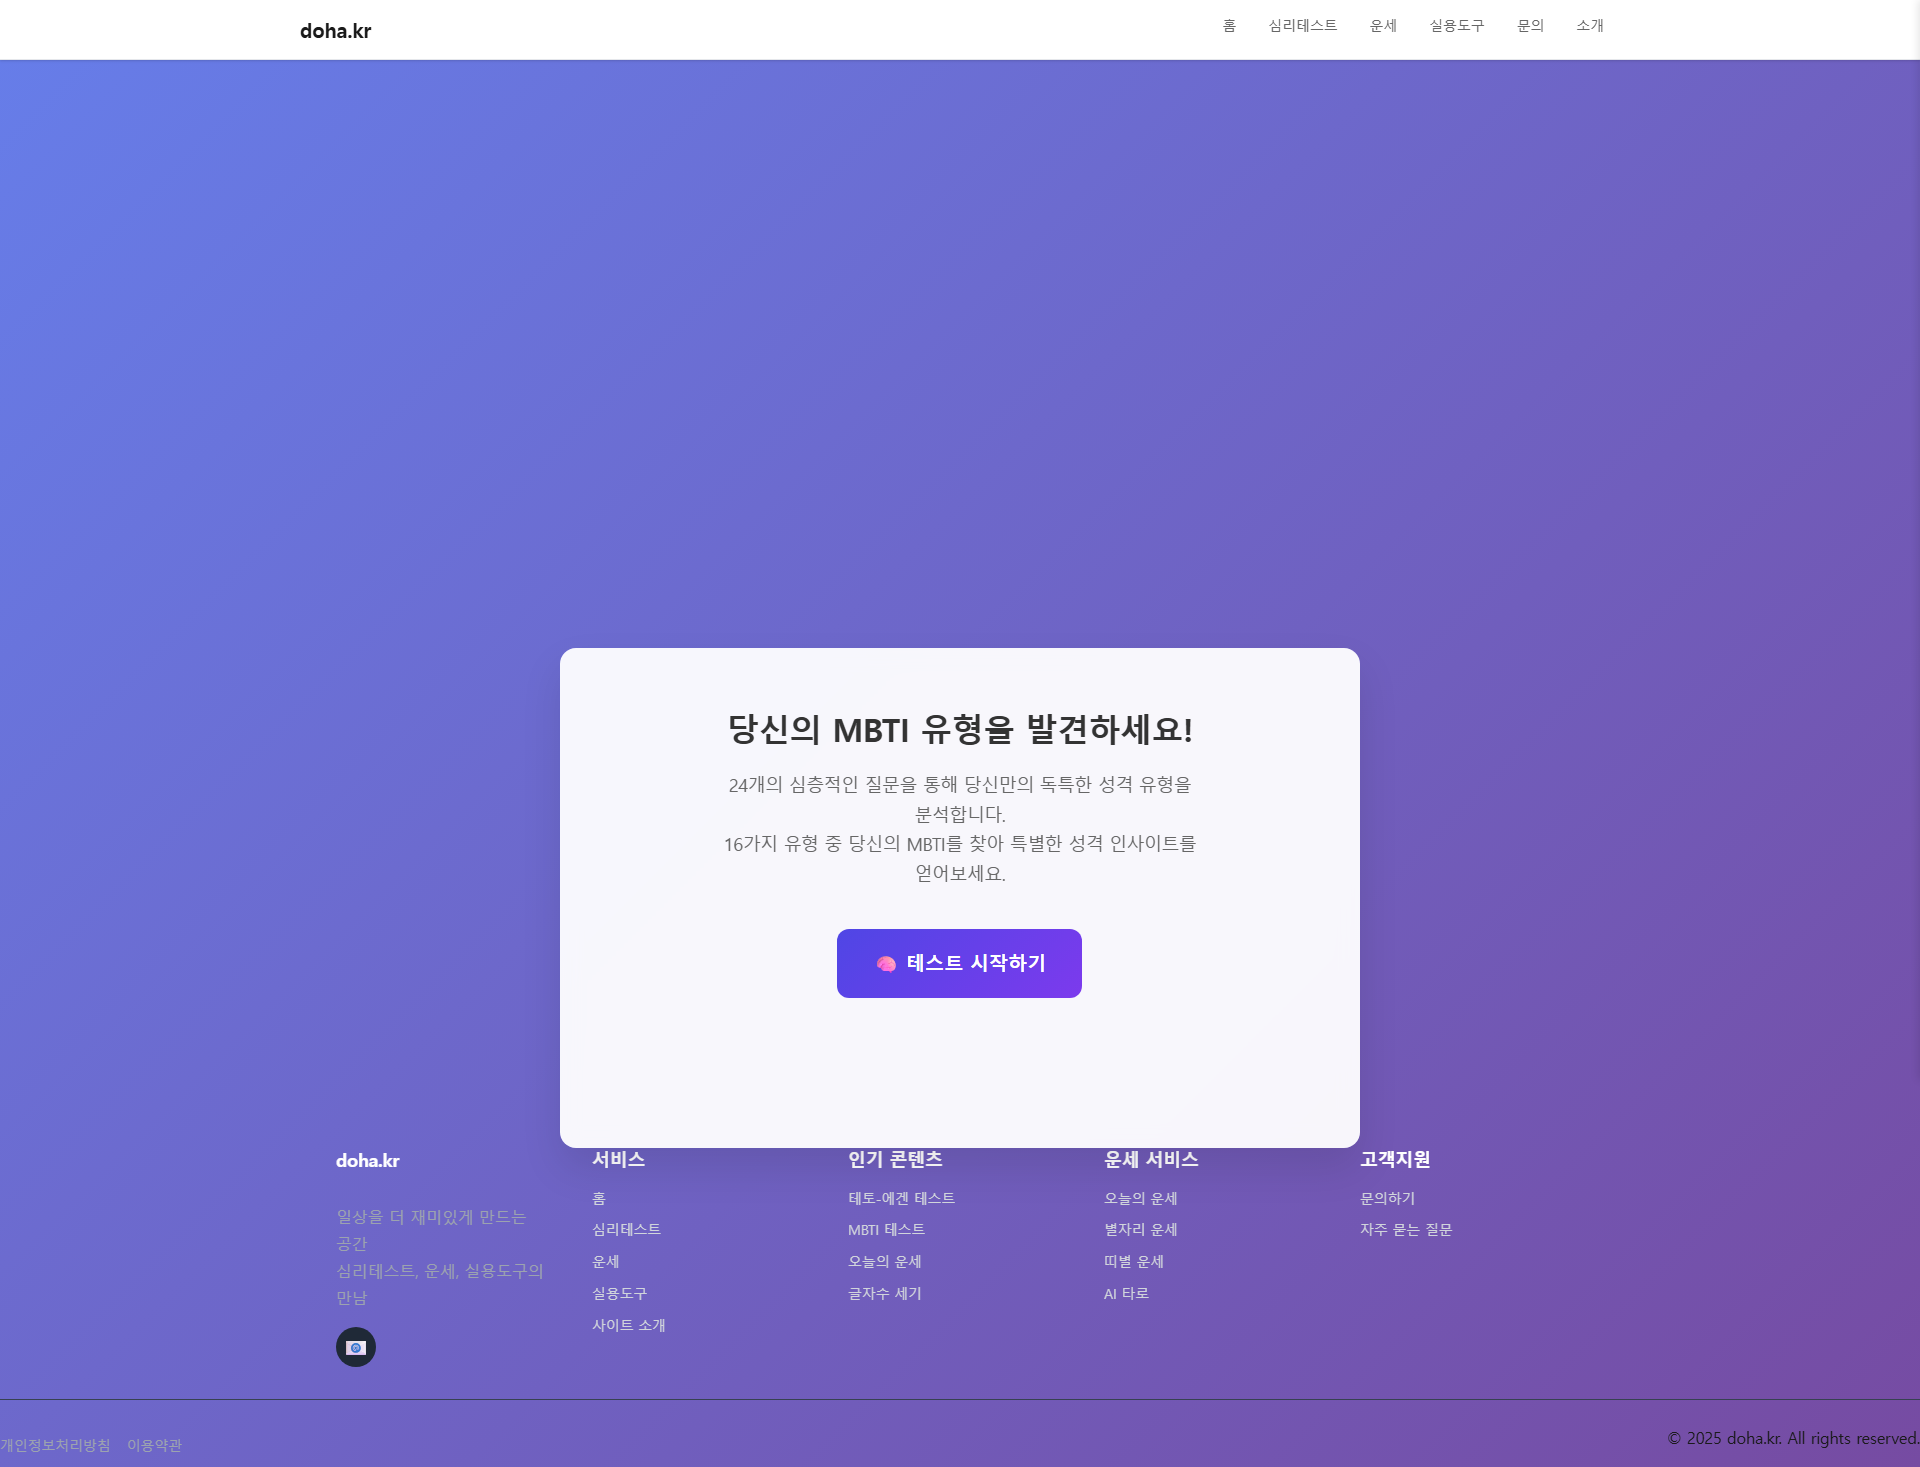 doha.kr
홈 심리테스트 운세 실용도구 문의 소개
당신의 MBTI 유형을 발견하세요!
24개의 심층적인 질문을 통해 당신만의 독특한 성격 유형을
분석합니다.
16가지 유형 중 당신의 MBTI를 찾아 특별한 성격 인사이트를
얻어보세요.
🧠 테스트 시작하기
doha.kr
일상을 더 재미있게 만드는
공간
심리테스트, 운세, 실용도구의
만남
서비스
홈
심리테스트
운세
실용도구
사이트 소개
인기 콘텐츠
테토-에겐 테스트
MBTI 테스트
오늘의 운세
글자수 세기
운세 서비스
오늘의 운세
별자리 운세
띠별 운세
AI 타로
고객지원
문의하기
자주 묻는 질문
개인정보처리방침 이용약관
© 2025 doha.kr. All rights reserved.